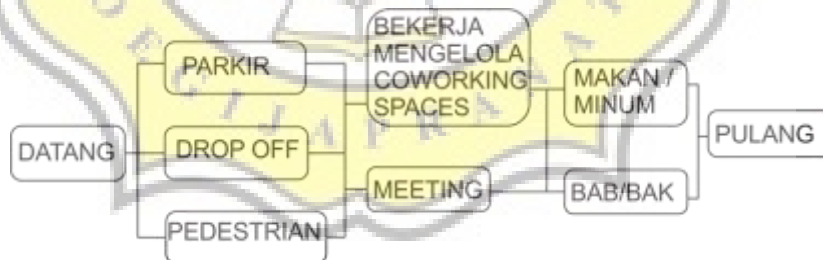 DATANG
PARKIR
DROP OFF
PEDESTRIAN
BEKERJA
MENGELOLA
COWORKING
SPACES
MEETING
MAKAN /
MINUM
BAB/BAK
PULANG